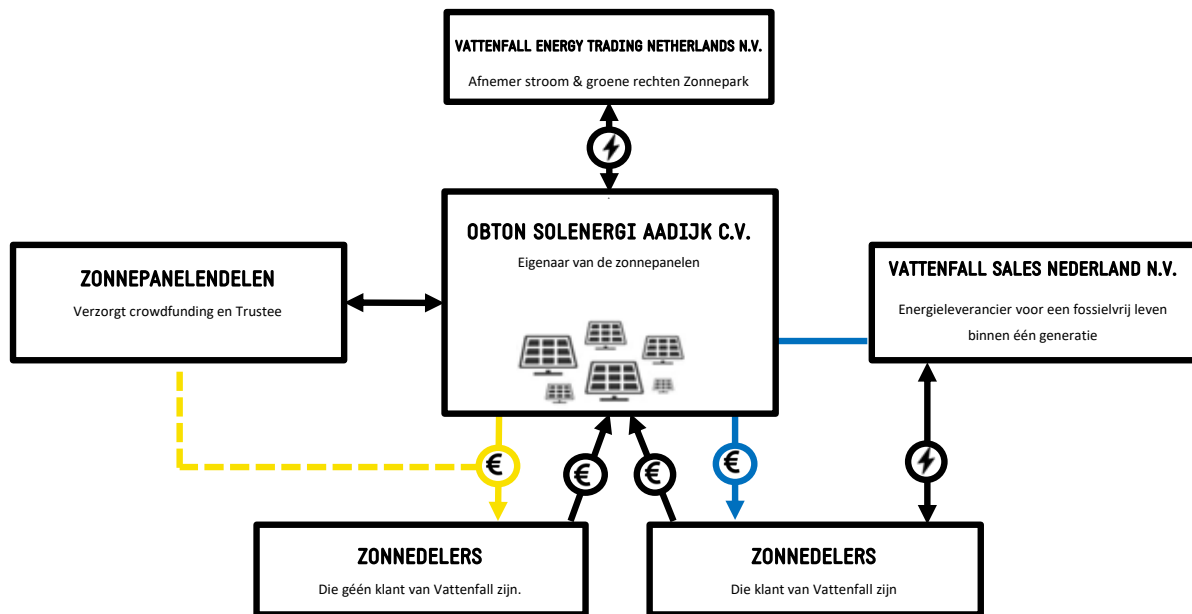 VATTENFALL ENERGY TRADING NETHERLANDS N.V.
Afnemer stroom & groene rechten Zonnepark
OBTON SOLENERGI AADIJK C.V.
Eigenaar van de zonnepanelen
ZONNEPANELENDELEN
Verzorgt crowdfunding en Trustee
VATTENFALL SALES NEDERLAND N.V.
Energieleverancier voor een fossielvrij leven
binnen één generatie
€
€
€
€
ZONNEDELERS
Die géén klant van Vattenfall zijn.
ZONNEDELERS
Die klant van Vattenfall zijn